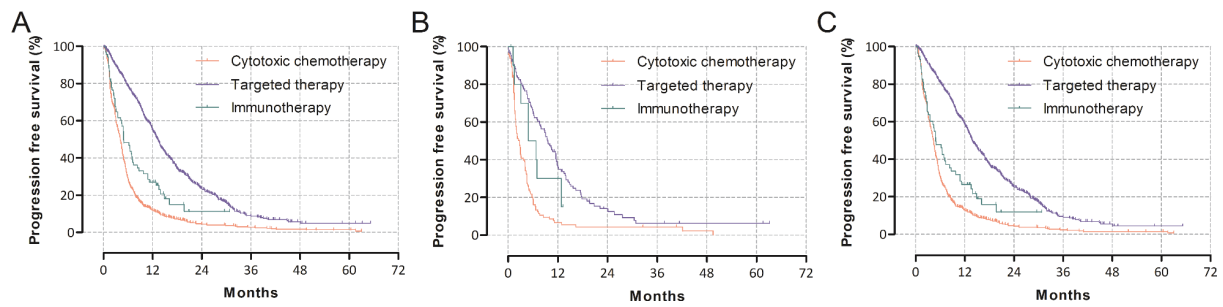 A
Progression free survival (%)
100
80
60
40
20
0
Cytotoxic chemotherapy
Targeted therapy
Immunotherapy
0 12 24 36 48 60 72
Months
B
Progression free survival (%)
100
80
60
40
20
0
Cytotoxic chemotherapy
Targeted therapy
Immunotherapy
0 12 24 36 48 60 72
Months
C
Progression free survival (%)
100
80
60
40
20
0
Cytotoxic chemotherapy
Targeted therapy
Immunotherapy
0 12 24 36 48 60 72
Months